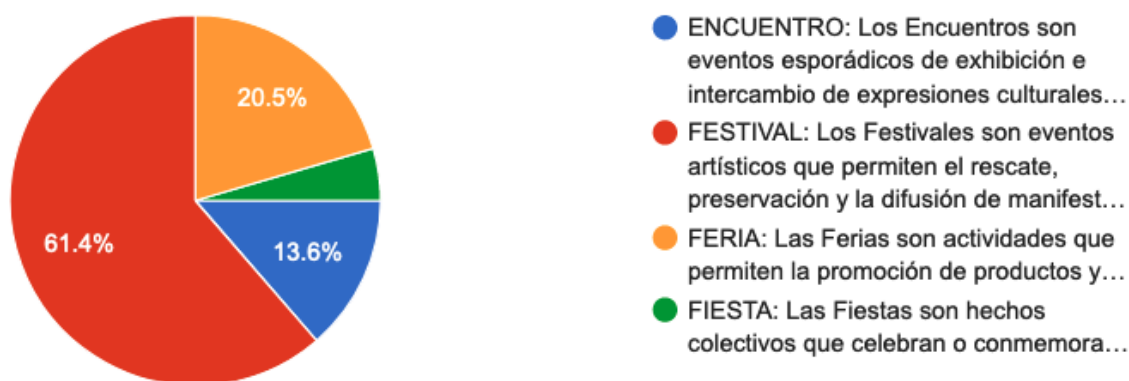 20.5%
61.4%
13.6%
ENCUENTRO: Los Encuentros son
eventos esporádicos de exhibición e
intercambio de expresiones culturales…
FESTIVAL: Los Festivales son eventos
artísticos que permiten el rescate,
preservación y la difusión de manifest…
FERIA: Las Ferias son actividades que
permiten la promoción de productos y…
FIESTA: Las Fiestas son hechos
colectivos que celebran o conmemora…